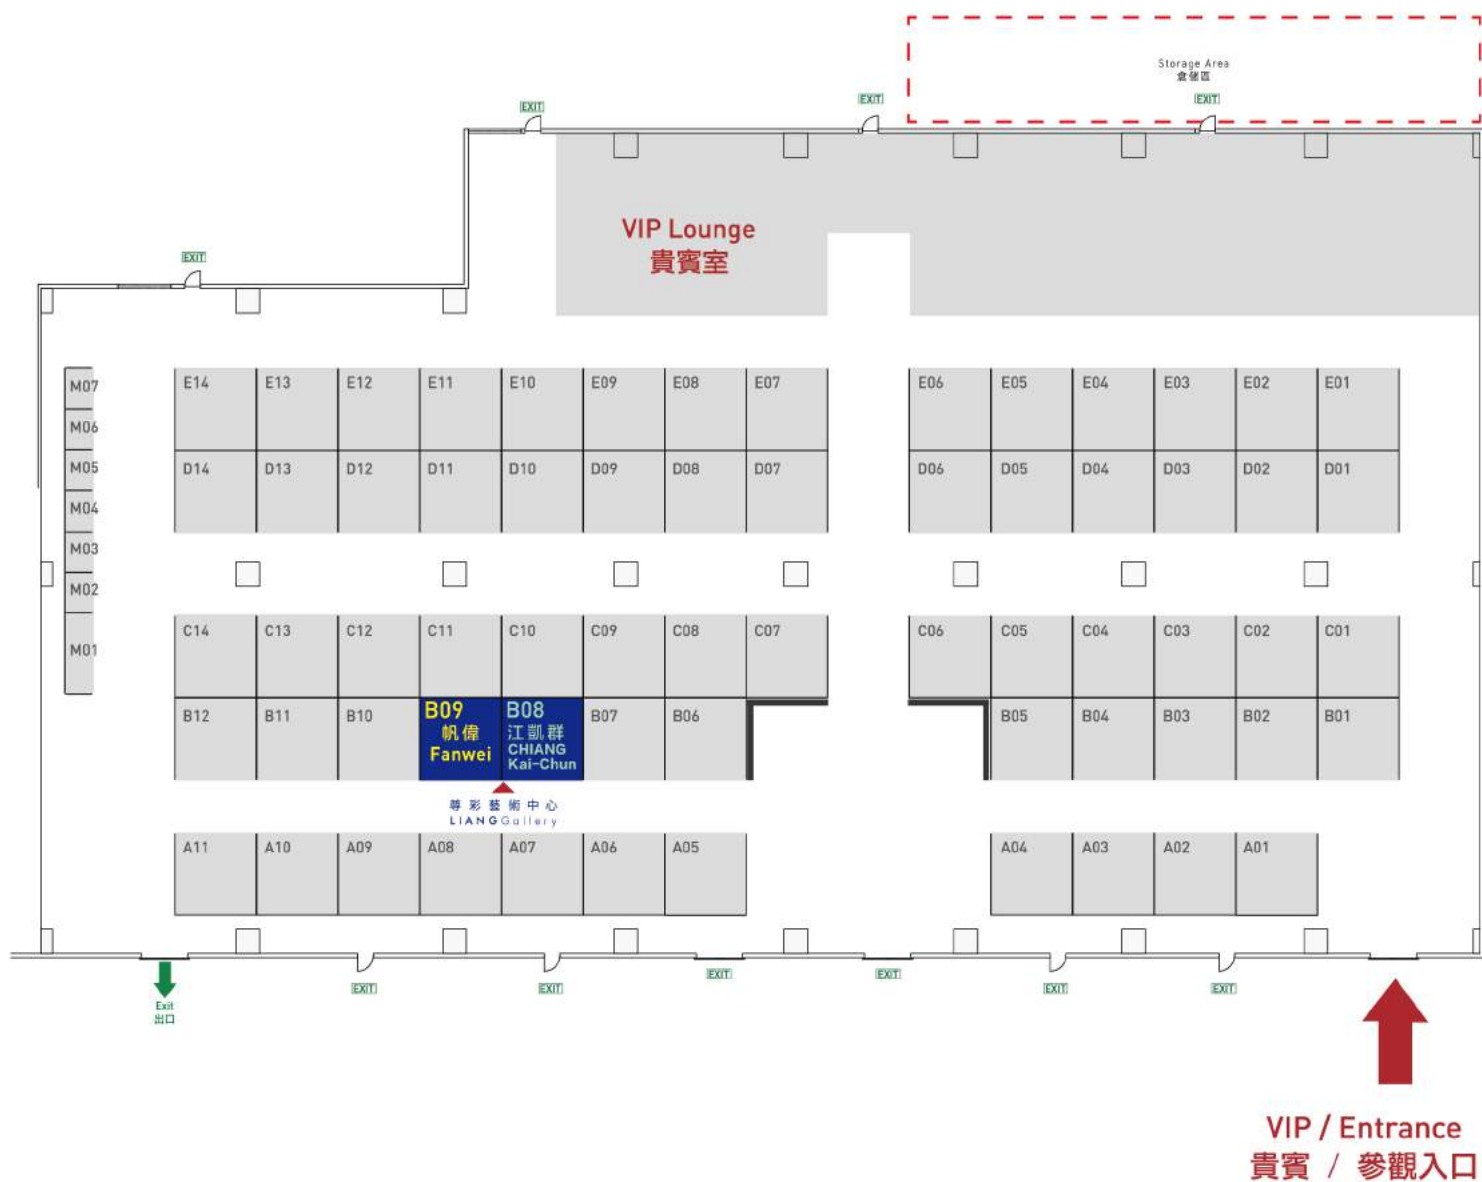 Storage Area
倉儲區
EXIT
EXIT
EXIT
VIP Lounge
貴賓室
EXIT
M07
M06
M05
M04
M03
M02
M01
E14 E13 E12 E11 E10 E09 E08 E07 E06 E05 E04 E03 E02 E01
D14 D13 D12 D11 D10 D09 D08 D07 D06 D05 D04 D03 D02 D01
C14 C13 C12 C11 C10 C09 C08 C07 C06 C05 C04 C03 C02 C01
B12 B11 B10
B09
帆偉
Fanwei
B08
江凱群
CHIANG
Kai-Chun
B07 B06 B05 B04 B03 B02 B01
尊彩藝術中心
LIANG Gallery
A11 A10 A09 A08 A07 A06 A05 A04 A03 A02 A01
Exit
出口
EXIT
EXIT
EXIT
EXIT
EXIT
EXIT
VIP / Entrance
貴賓 / 參觀入口